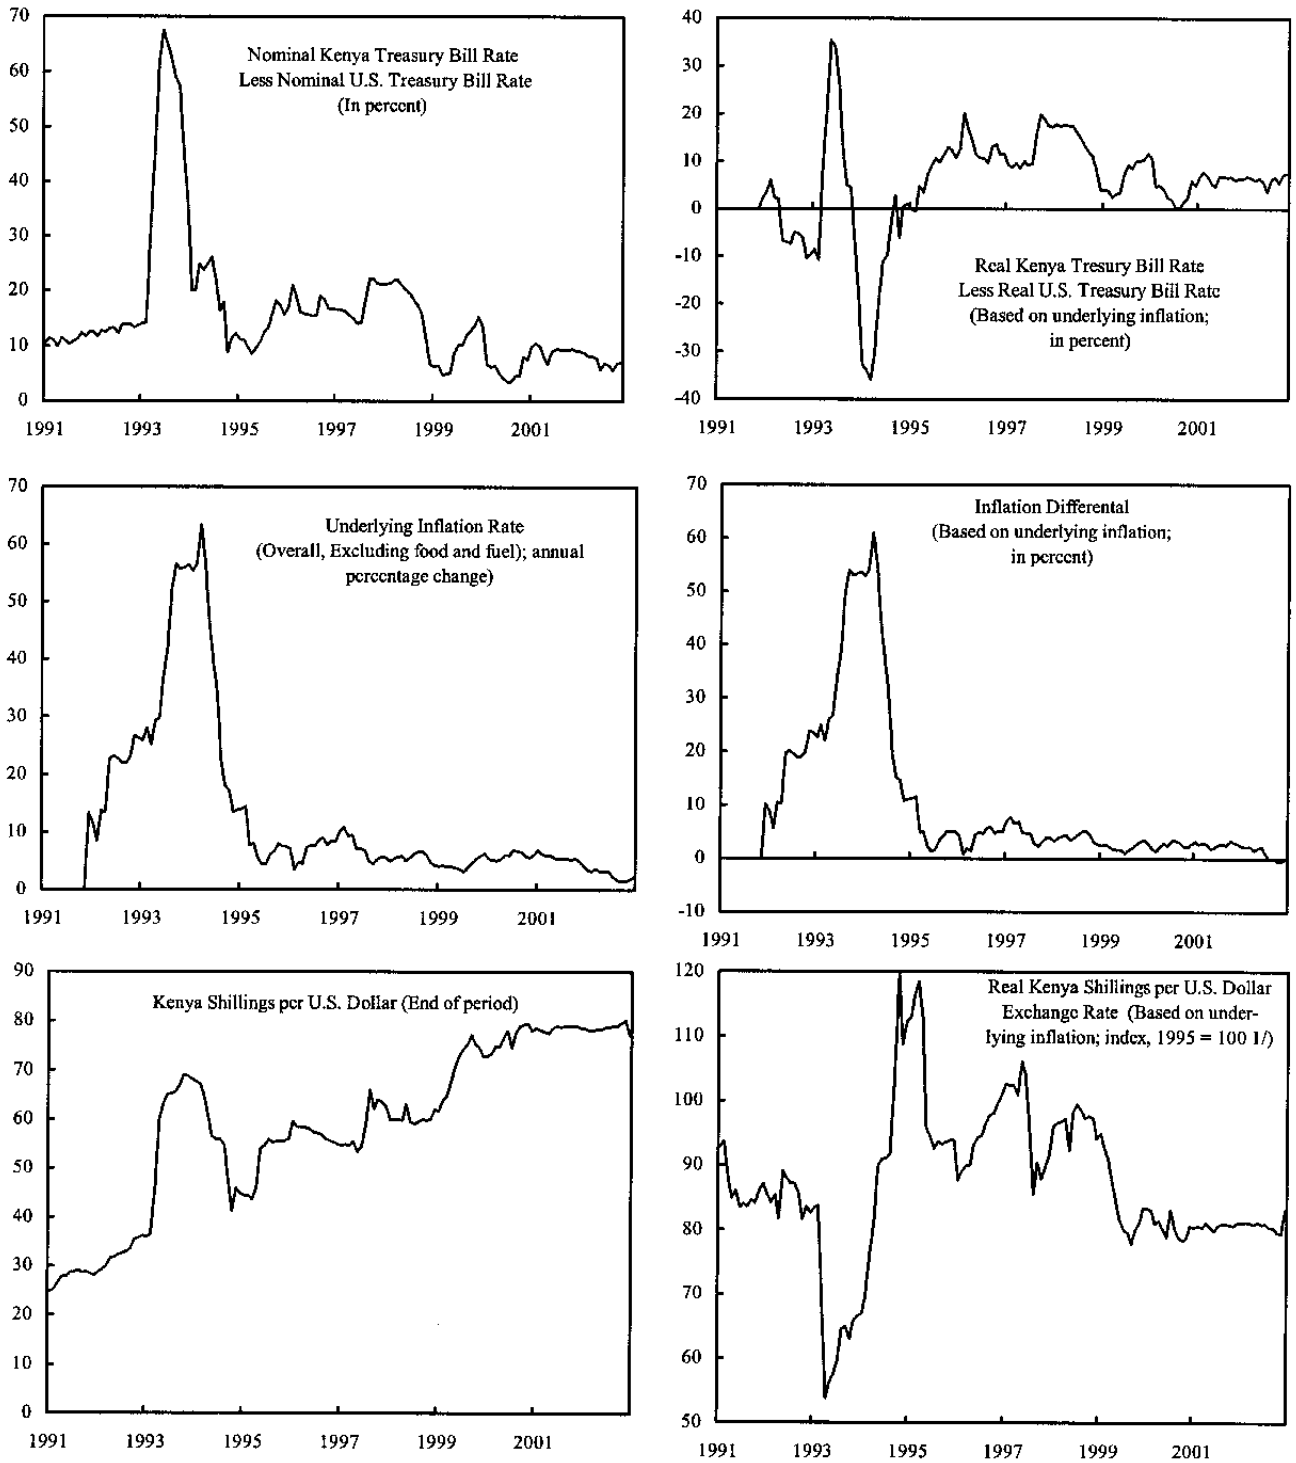 Nominal Kenya Treasury Bill Rate
Less Nominal U.S. Treasury Bill Rate
(In percent)
70
60
50
40
30
20
10
0
1991 1993 1995 1997 1999 2001
40
30
20
10
0
-10
-20
-30
-40
Real Kenya Tresury Bill Rate
Less Real U.S. Treasury Bill Rate
(Based on underlying inflation;
in percent)
1991 1993 1995 1997 1999 2001
70
60
50
40
30
20
10
0
Underlying Inflation Rate
(Overall, Excluding food and fuel); annual
percentage change)
1991 1993 1995 1997 1999 2001
70
60
50
40
30
20
10
0
-10
Inflation Differental
(Based on underlying inflation;
in percent)
1991 1993 1995 1997 1999 2001
90
80
70
60
50
40
30
20
10
0
Kenya Shillings per U.S. Dollar (End of period)
1991 1993 1995 1997 1999 2001
120
110
100
90
80
70
60
50
Real Kenya Shillings per U.S. Dollar
Exchange Rate (Based on under-
lying inflation; index, 1995 = 100 1/)
1991 1993 1995 1997 1999 2001